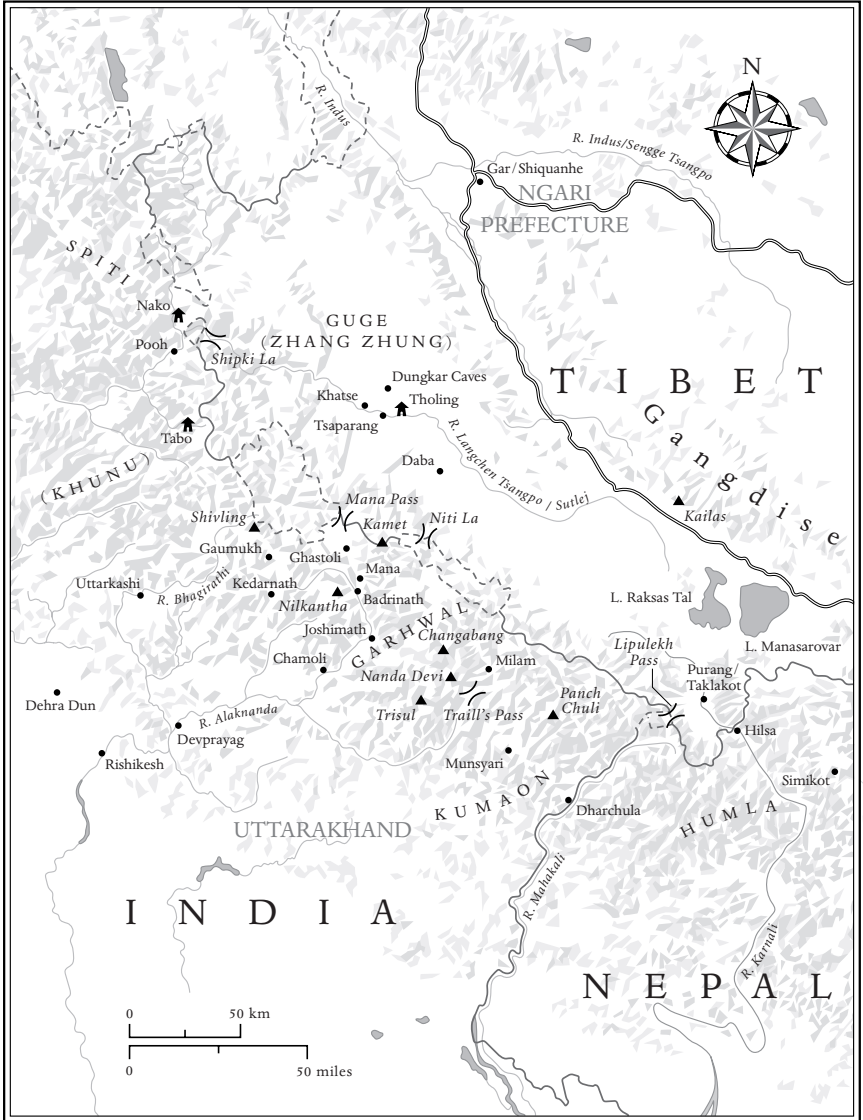 N
R. Indus
R. Indus/Sengge Tsangpo
Gar/Shiquanhe
NGARI
PREFECTURE
SPITI
Nako
Pooh
Shipki La
GUGE
(ZHANG ZHUNG)
TIBET
Dungkar Caves
Khatse
Tholing
Tsaparang
Tabo
Gangdise
R. Langchen Tsangpo / Sutlej
Daba
(KHUNU)
Mana Pass
Niti La
Kailas
Shivling
Kamet
Gaumukh
Ghastoli
Mana
Uttarkashi
R. Bhagirathi
Kedarnath
Badrinath
Nilkantha
L. Raksas Tal
L. Manasarovar
GARHWAL
Joshimath
Changabang
Lipulekh
Pass
Chamoli
Milam
Purang/
Taklakot
Nanda Devi
Dehra Dun
Trisul
Traill's Pass
Panch
Chuli
R. Alaknanda
Devprayag
Hilsa
Rishikesh
Munsyari
Simikot
KUMAON
Dharchula
HUMLA
UTTARAKHAND
R. Mahakali
INDIA
R. Karnali
NEPAL
0 50 km
0 50 miles